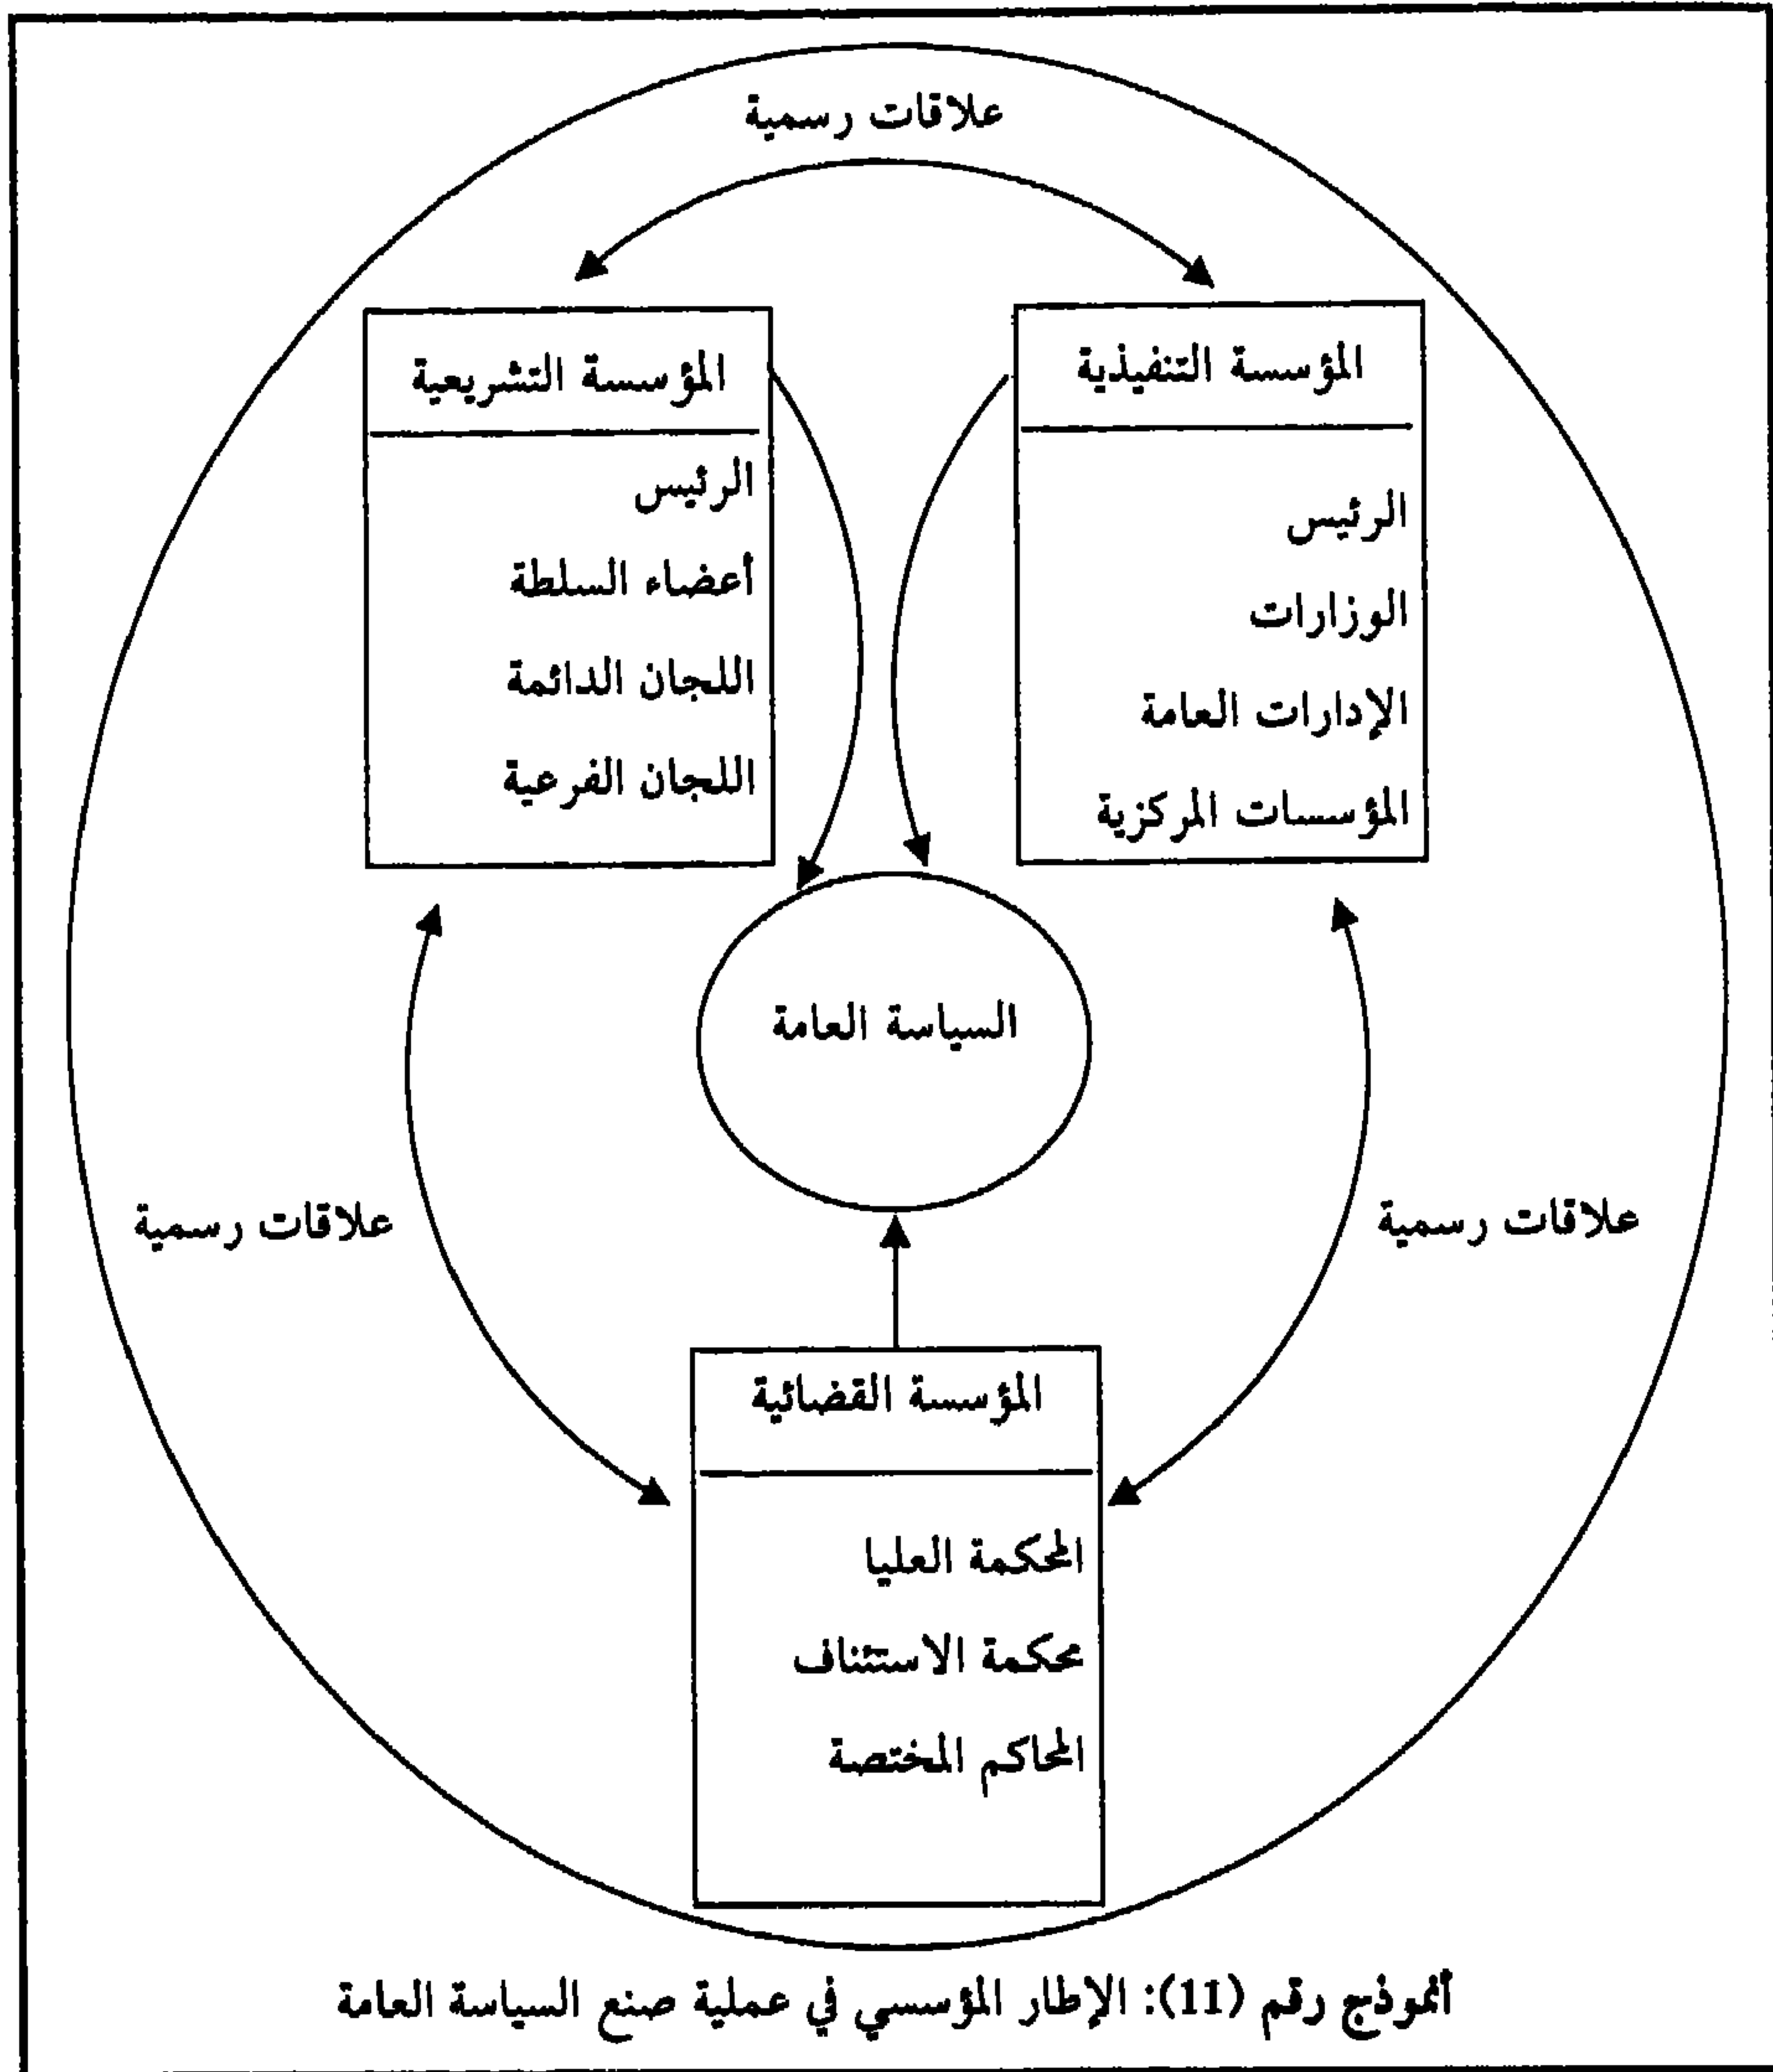 علاقات رسمية
المؤسسة التنفيذية
الرئيس
الوزارات
الإدارات العامة
المؤسسات المركزية
المؤسسة التشريعية
الرئيس
أعضاء السلطة
اللجان الدائمة
اللجان الفرعية
السياسة العامة
علاقات رسمية
علاقات رسمية
المؤسسة القضائية
المحكمة العليا
محكمة الاستئناف
المحاكم المختصة
أنموذج رقم (11): الإطار المؤسسي في عملية صنع السياسة العامة